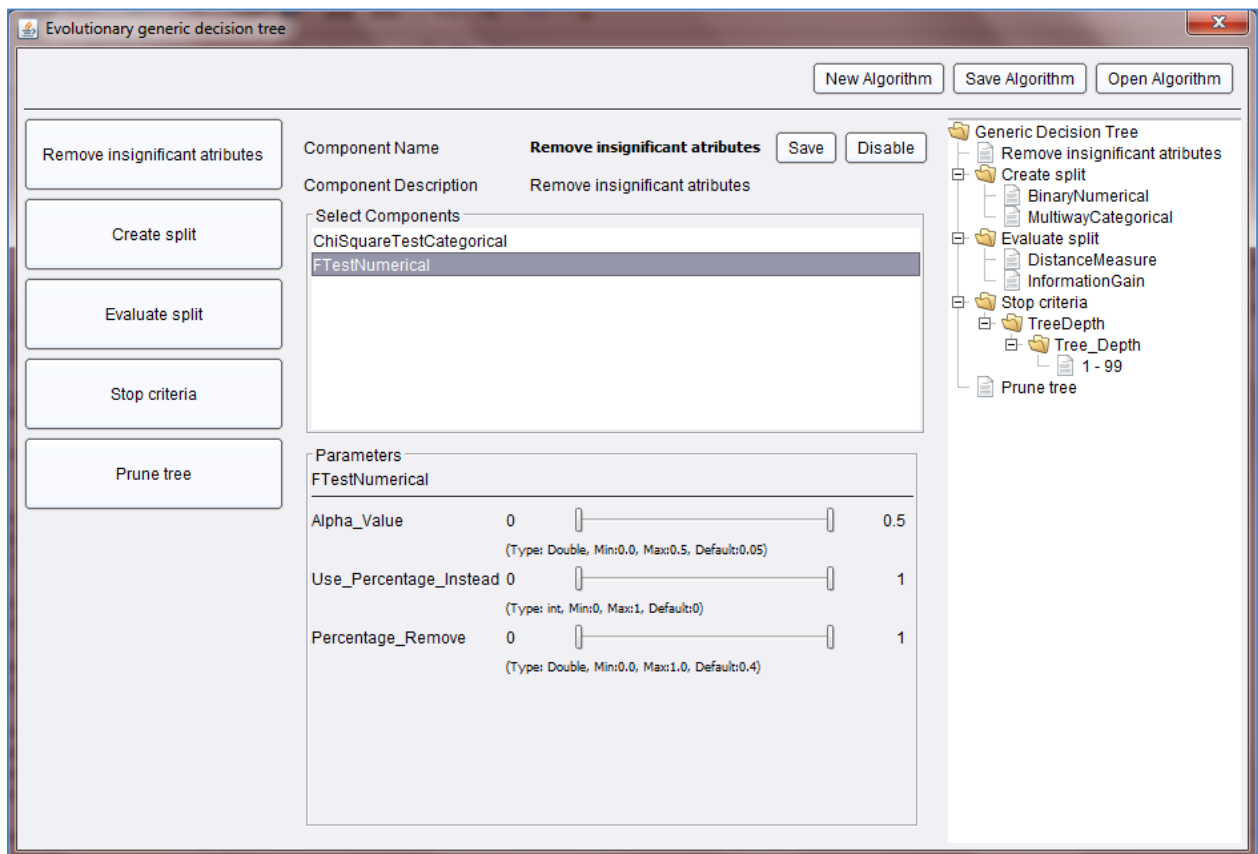 Evolutionary generic decision tree
New Algorithm Save Algorithm Open Algorithm
Remove insignificant atributes
Create split
Evaluate split
Stop criteria
Prune tree
Component Name Remove insignificant atributes Save Disable
Component Description Remove insignificant atributes
Select Components
ChiSquareTestCategorical
FTestNumerical
Parameters
FTestNumerical
Alpha_Value 0 0.5
(Type: Double, Min:0.0, Max:0.5, Default:0.05)
Use_Percentage_Instead 0 1
(Type: int, Min:0, Max:1, Default:0)
Percentage_Remove 0 1
(Type: Double, Min:0.0, Max:1.0, Default:0.4)
Generic Decision Tree
Remove insignificant atributes
Create split
BinaryNumerical
MultiwayCategorical
Evaluate split
DistanceMeasure
InformationGain
Stop criteria
TreeDepth
Tree_Depth
1 - 99
Prune tree